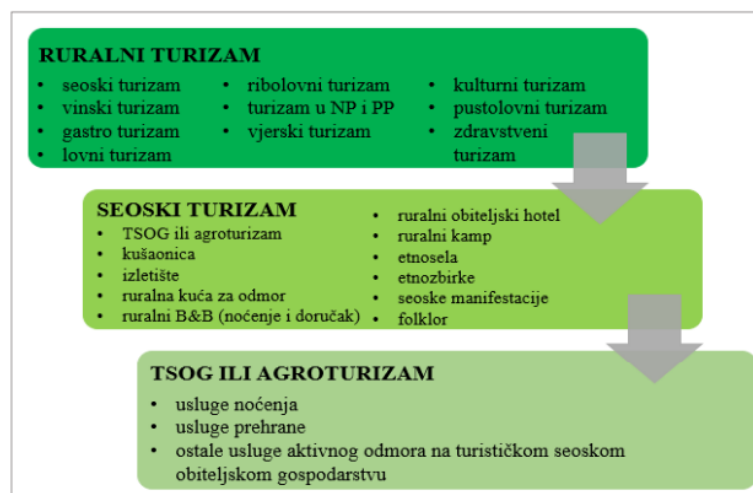 RURALNI TURIZAM
• seoski turizam
• vinski turizam
• gastro turizam
• lovni turizam
• ribolovni turizam
• turizam u NP i PP
• vjerski turizam
• kulturni turizam
• pustolovni turizam
• zdravstveni
turizam
SEOSKI TURIZAM
• TSOG ili agroturizam
• kušaonica
• izletište
• ruralna kuća za odmor
• ruralni B&B (noćenje i doručak)
• ruralni obiteljski hotel
• ruralni kamp
• etnosela
• etnozbirke
• seoske manifestacije
• folklor
TSOG ILI AGROTURIZAM
• usluge noćenja
• usluge prehrane
• ostale usluge aktivnog odmora na turističkom seoskom
obiteljskom gospodarstvu